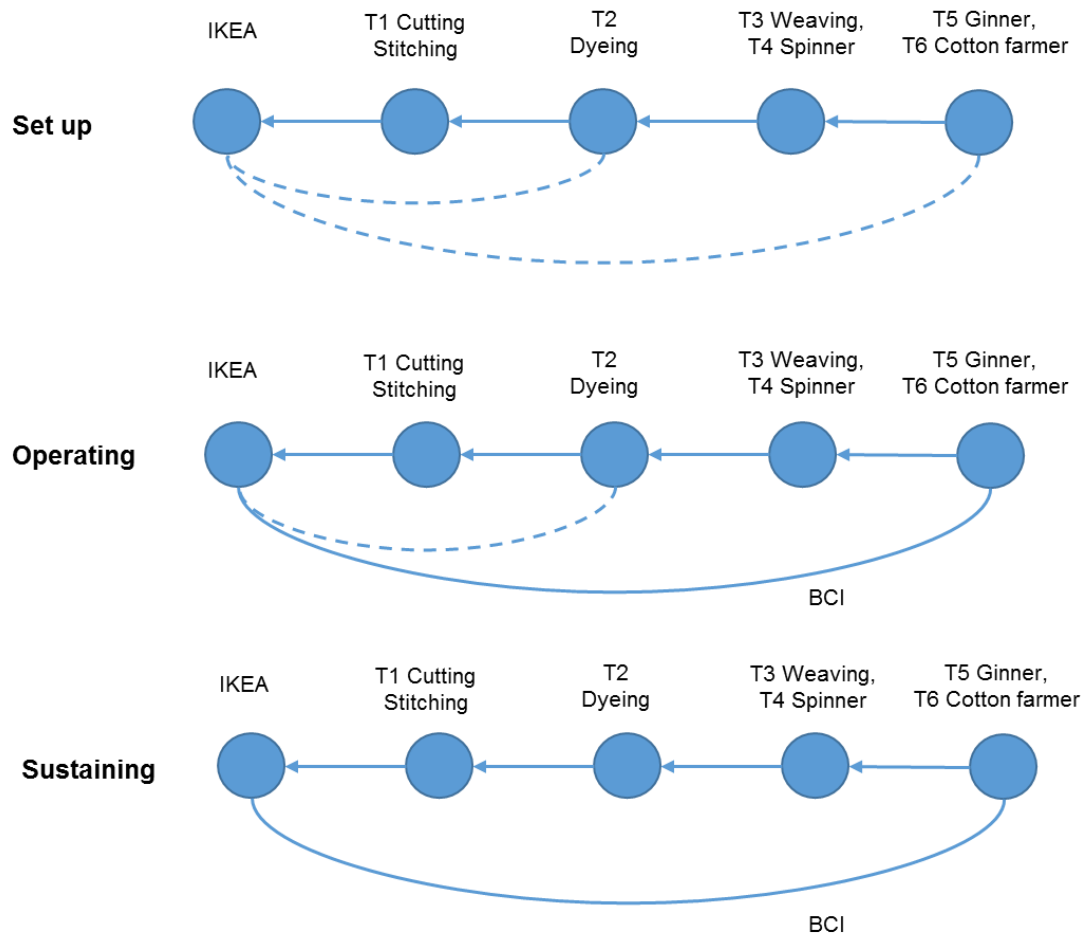 IKEA
T1 Cutting
Stitching
T2
Dyeing
T3 Weaving,
T4 Spinner
T5 Ginner,
T6 Cotton farmer
Set up
IKEA
T1 Cutting
Stitching
T2
Dyeing
T3 Weaving,
T4 Spinner
T5 Ginner,
T6 Cotton farmer
Operating
BCI
IKEA
T1 Cutting
Stitching
T2
Dyeing
T3 Weaving,
T4 Spinner
T5 Ginner,
T6 Cotton farmer
Sustaining
BCI